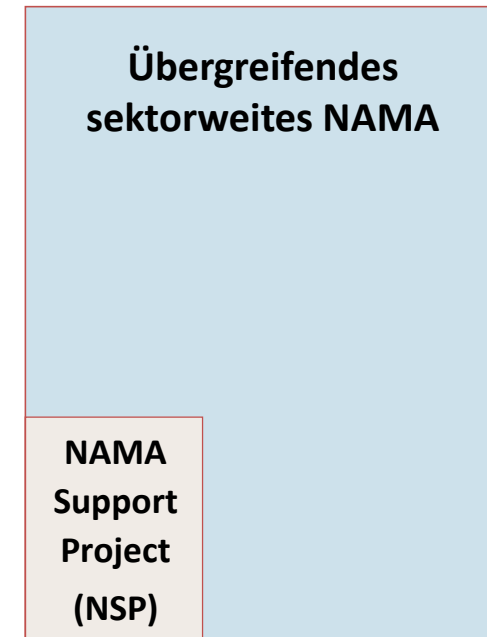 Übergreifendes
sektorweites NAMA
NAMA
Support
Project
(NSP)